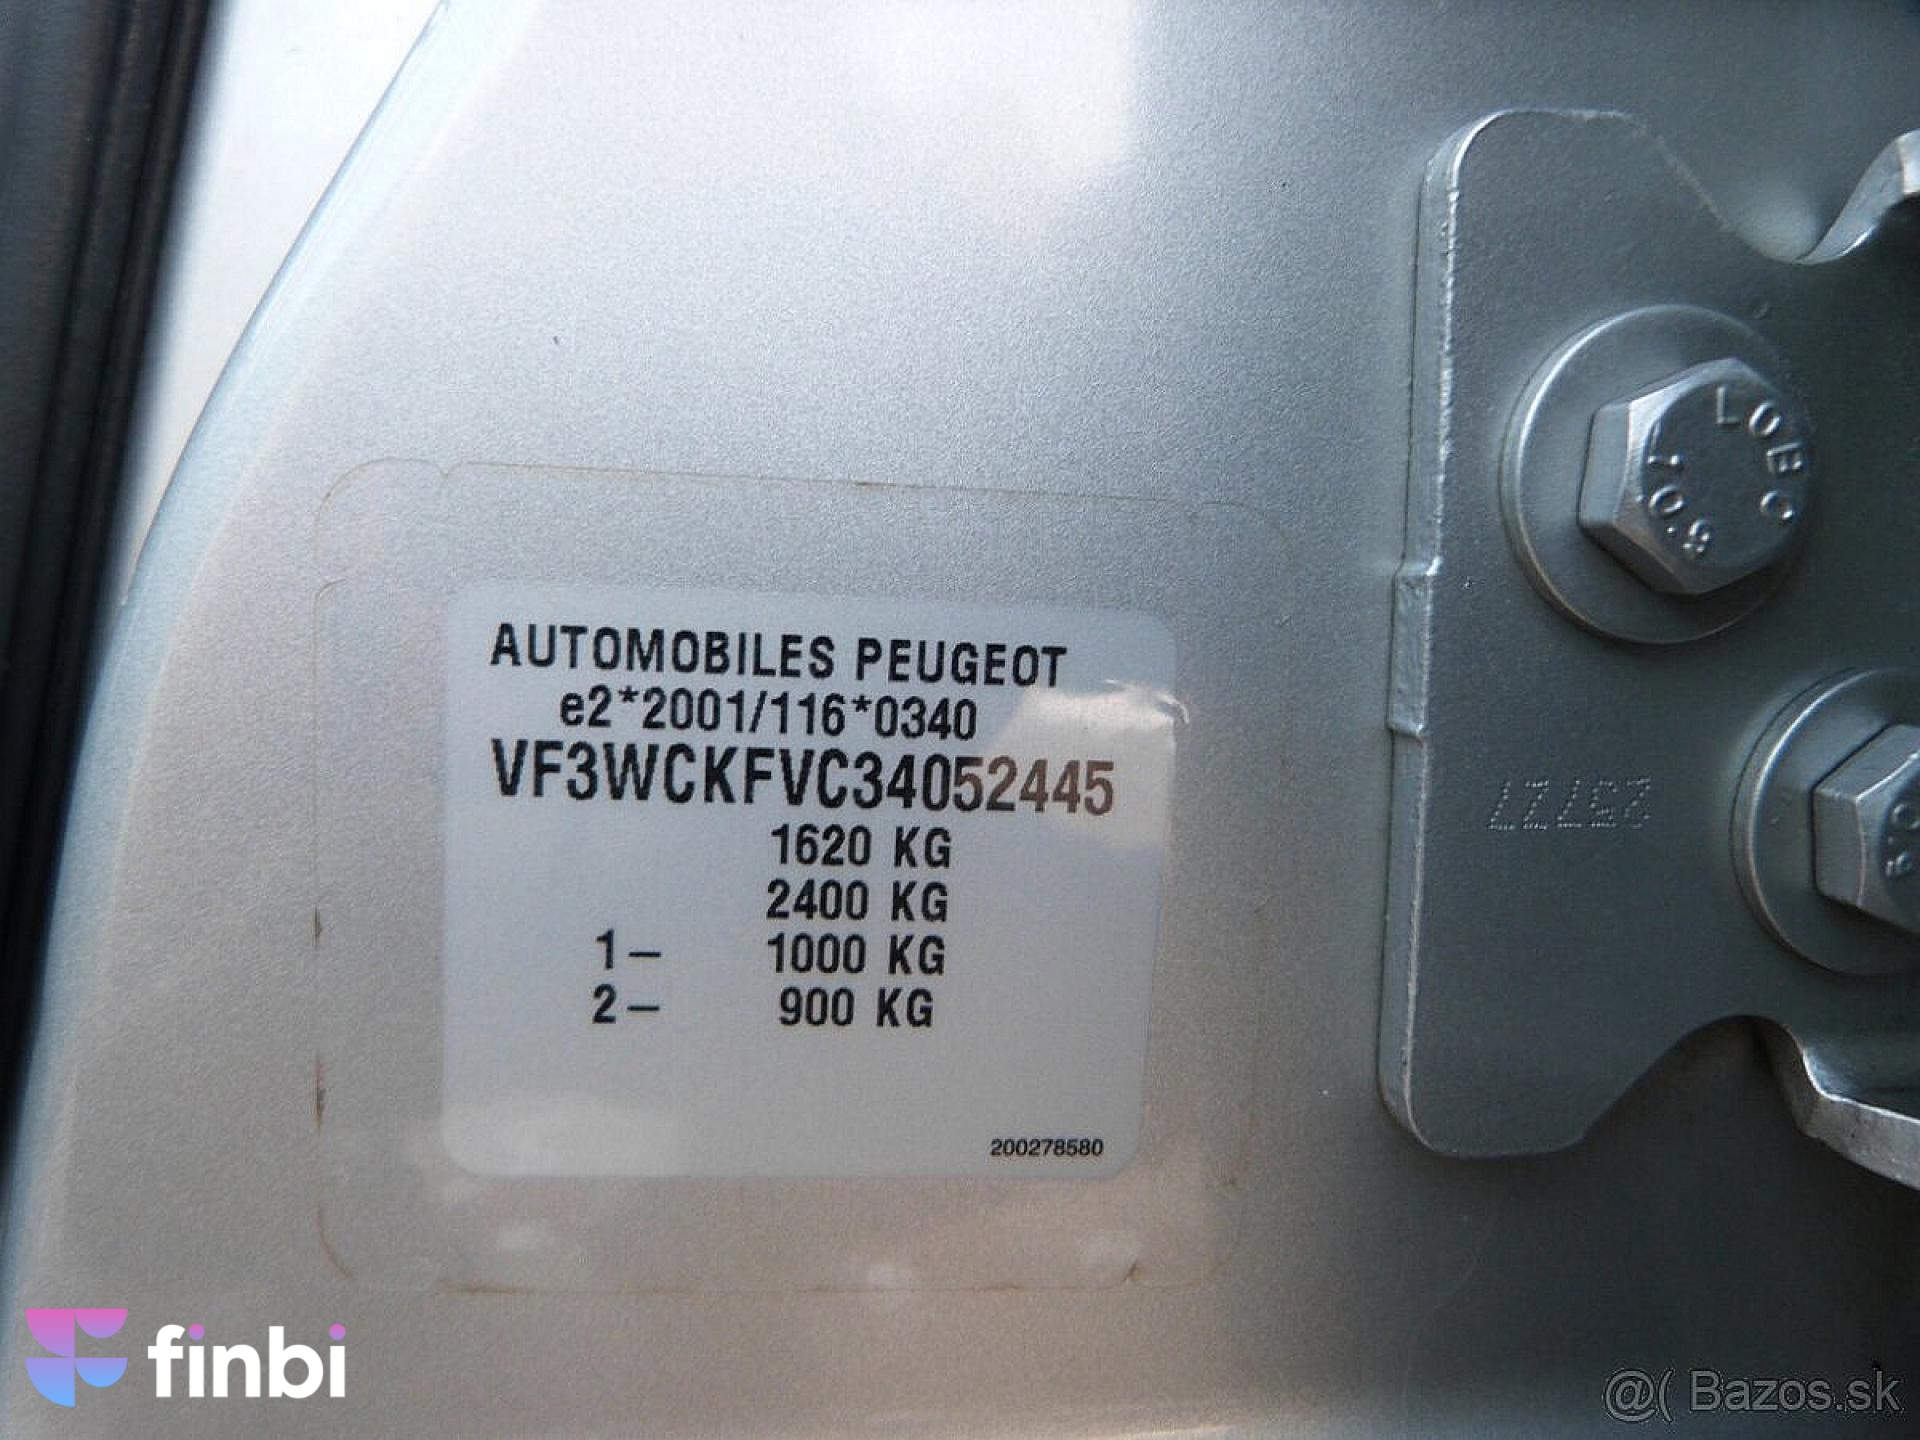 AUTOMOBILES PEUGEOT
e2*2001/116*0340
VF3WCKFVC34052445
1620 KG
2400 KG
1- 1000 KG
2- 900 KG
200278580
LOBO
10.9
finbi
@( Bazos.sk